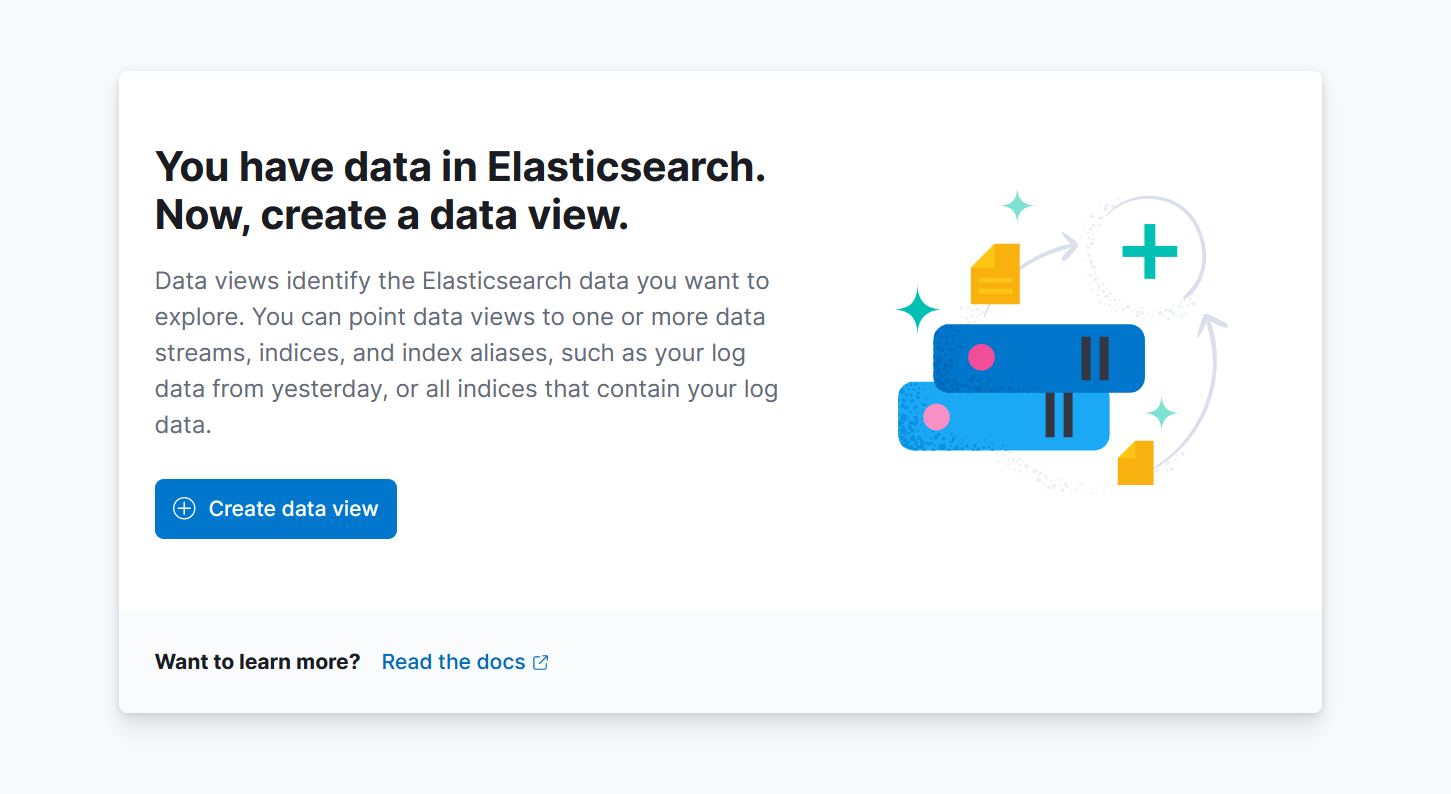 You have data in Elasticsearch.
Now, create a data view.
Data views identify the Elasticsearch data you want to
explore. You can point data views to one or more data
streams, indices, and index aliases, such as your log
data from yesterday, or all indices that contain your log
data.
Create data view
Want to learn more? Read the docs